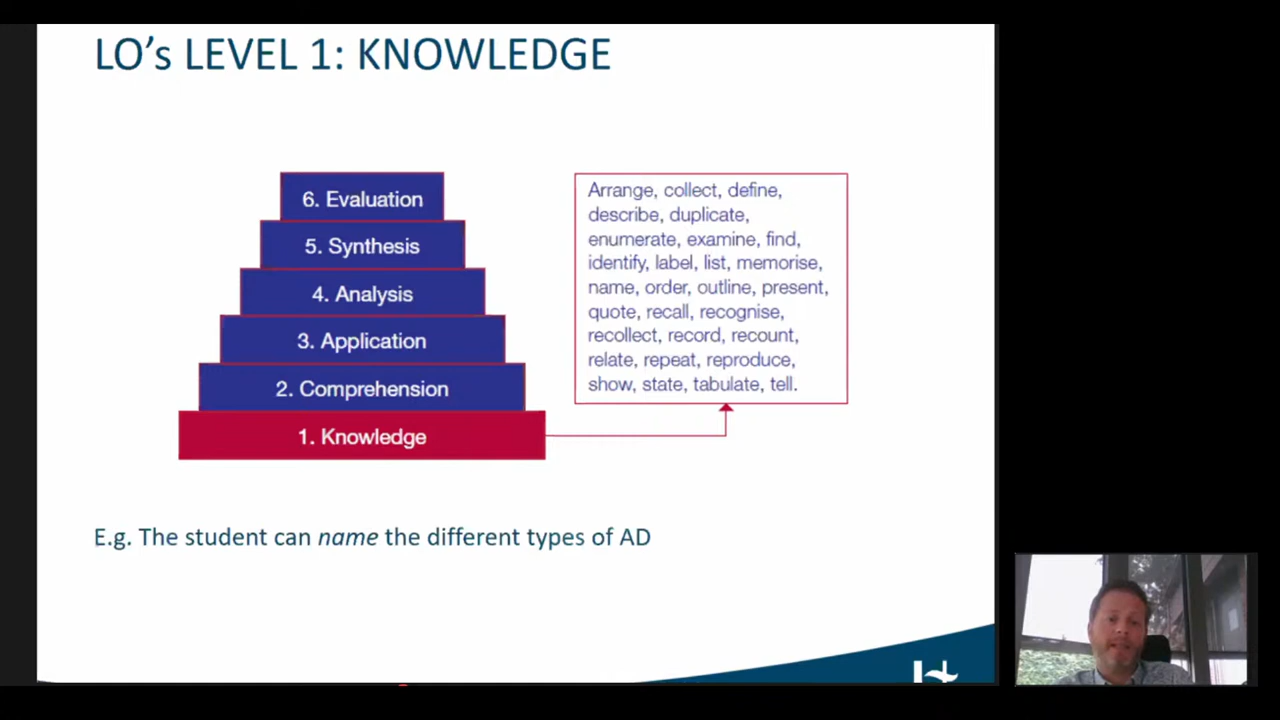 LO’s LEVEL 1: KNOWLEDGE
6. Evaluation
5. Synthesis
4. Analysis
3. Application
2. Comprehension
1. Knowledge
Arrange, collect, define,
describe, duplicate,
enumerate, examine, find,
identify, label, list, memorise,
name, order, outline, present,
quote, recall, recognise,
recollect, record, recount,
relate, repeat, reproduce,
show, state, tabulate, tell.
E.g. The student can name the different types of AD